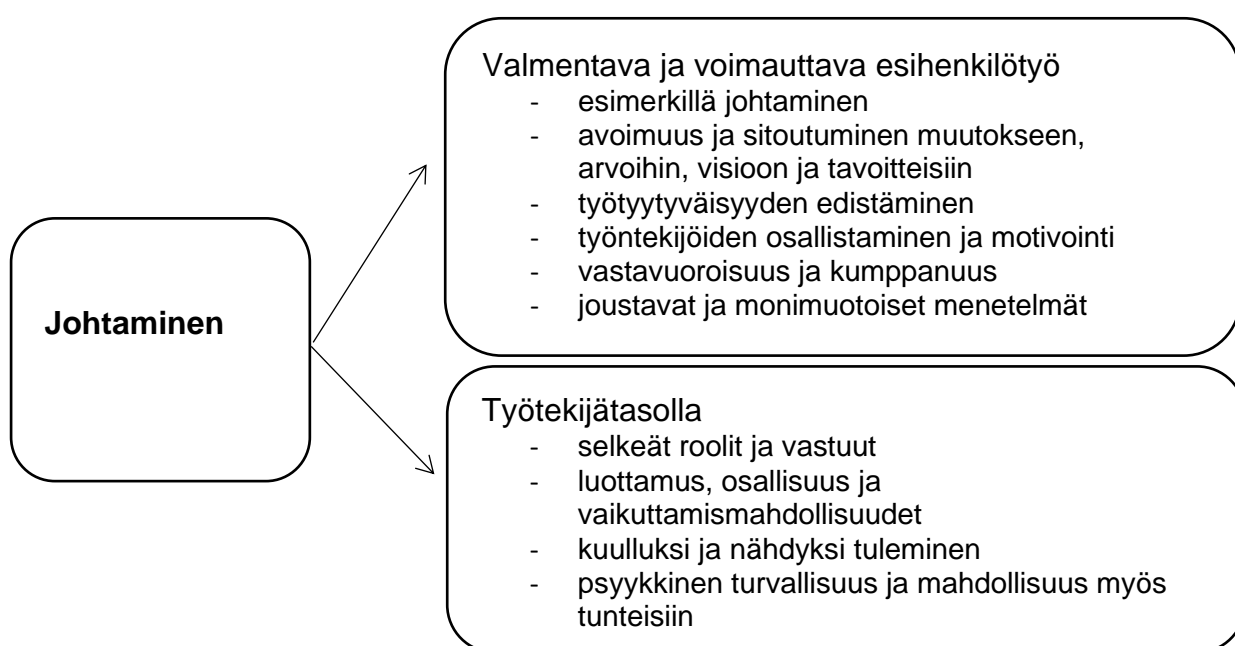 Johtaminen
Valmentava ja voimauttava esihenkilötyö
- esimerkillä johtaminen
- avoimuus ja sitoutuminen muutokseen,
arvoihin, visioon ja tavoitteisiin
- työtyytyväisyyden edistäminen
- työntekijöiden osallistaminen ja motivointi
- vastavuoroisuus ja kumppanuus
- joustavat ja monimuotoiset menetelmät
Työtekijätasolla
- selkeät roolit ja vastuut
- luottamus, osallisuus ja
vaikuttamismahdollisuudet
- kuulluksi ja nähdyksi tuleminen
- psyykkinen turvallisuus ja mahdollisuus myös
tunteisiin